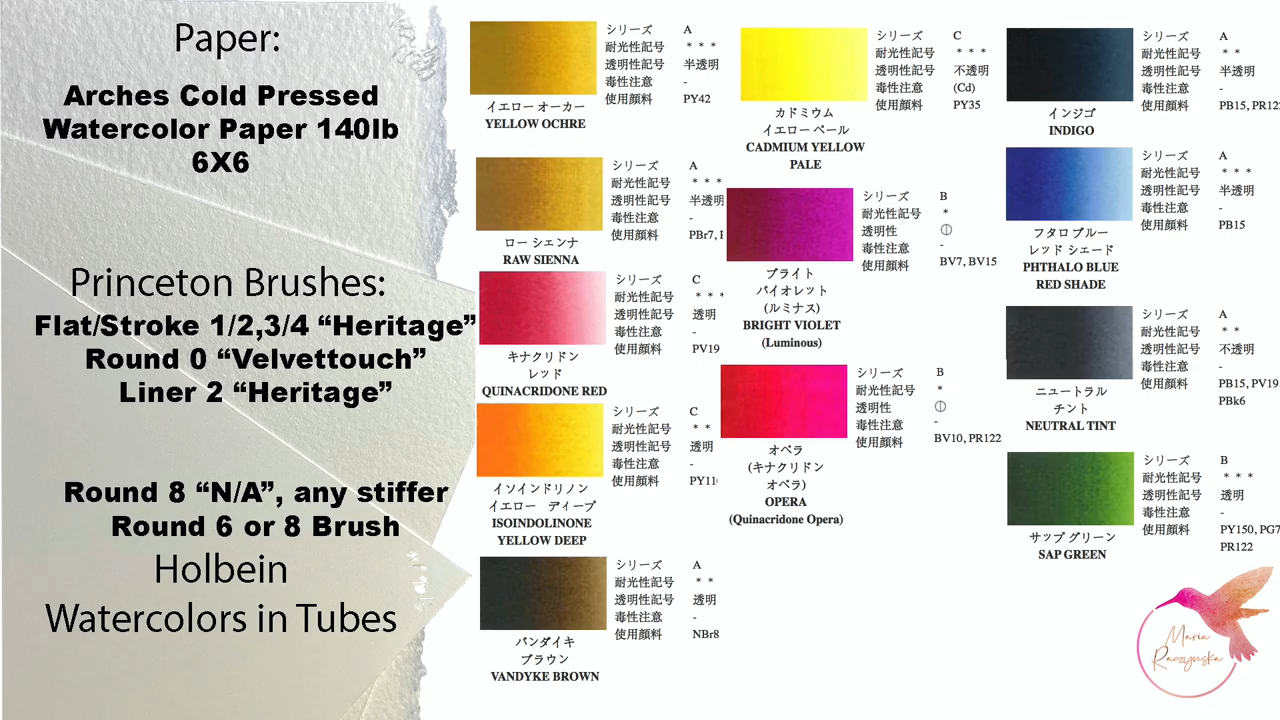 Paper:
Arches Cold Pressed
Watercolor Paper 140lb
6X6
Princeton Brushes:
Flat/Stroke 1/2,3/4 “Heritage”
Round 0 “Velvettouch”
Liner 2 “Heritage”
Round 8 “N/A”, any stiffer
Round 6 or 8 Brush
Holbein
Watercolors in Tubes
シリーズ A
耐光性記号 * * *
透明性記号 半透明
毒性注意 -
使用顔料 PY42
イエロー オーカー
YELLOW OCHRE
シリーズ A
耐光性記号 * * *
透明性記号 半透明
毒性注意 -
使用顔料 PBr7,
ロー シェンナ
RAW SIENNA
シリーズ C
耐光性記号 * * *
透明性記号 透明
毒性注意 -
使用顔料 PV19
キナクリドン
レッド
QUINACRIDONE RED
シリーズ C
耐光性記号 * *
透明性記号 透明
毒性注意 -
使用顔料 PY11
イソインドリノン
イエロー ディープ
ISOINDOLINONE
YELLOW DEEP
シリーズ A
耐光性記号 * *
透明性記号 透明
毒性注意 -
使用顔料 NBr8
バンダイキ
ブラウン
VANDYKE BROWN
シリーズ C
耐光性記号 * * *
透明性記号 不透明
毒性注意 (Cd)
使用顔料 PY35
カドミウム
イエロー ペール
CADMIUM YELLOW
PALE
シリーズ B
耐光性記号 *
透明性
毒性注意 -
使用顔料 BV7, BV15
ブライト
バイオレット
(ルミナス)
BRIGHT VIOLET
(Luminous)
シリーズ B
耐光性記号 *
透明性
毒性注意 -
使用顔料 BV10, PR122
オペラ
(キナクリドン
オペラ)
OPERA
(Quinacridone Opera)
シリーズ A
耐光性記号 * *
透明性記号 半透明
毒性注意 -
使用顔料 PB15, PR12
インジゴ
INDIGO
シリーズ A
耐光性記号 * * *
透明性記号 半透明
毒性注意 -
使用顔料 PB15
フタロ ブルー
レッド シェード
PHTHALO BLUE
RED SHADE
シリーズ A
耐光性記号 * *
透明性記号 不透明
毒性注意 -
使用顔料 PB15, PV19
PBk6
ニュートラル
チント
NEUTRAL TINT
シリーズ B
耐光性記号 * * *
透明性記号 透明
毒性注意 -
使用顔料 PY150, PG7
PR122
サップ グリーン
SAP GREEN
Maria
Raczynska